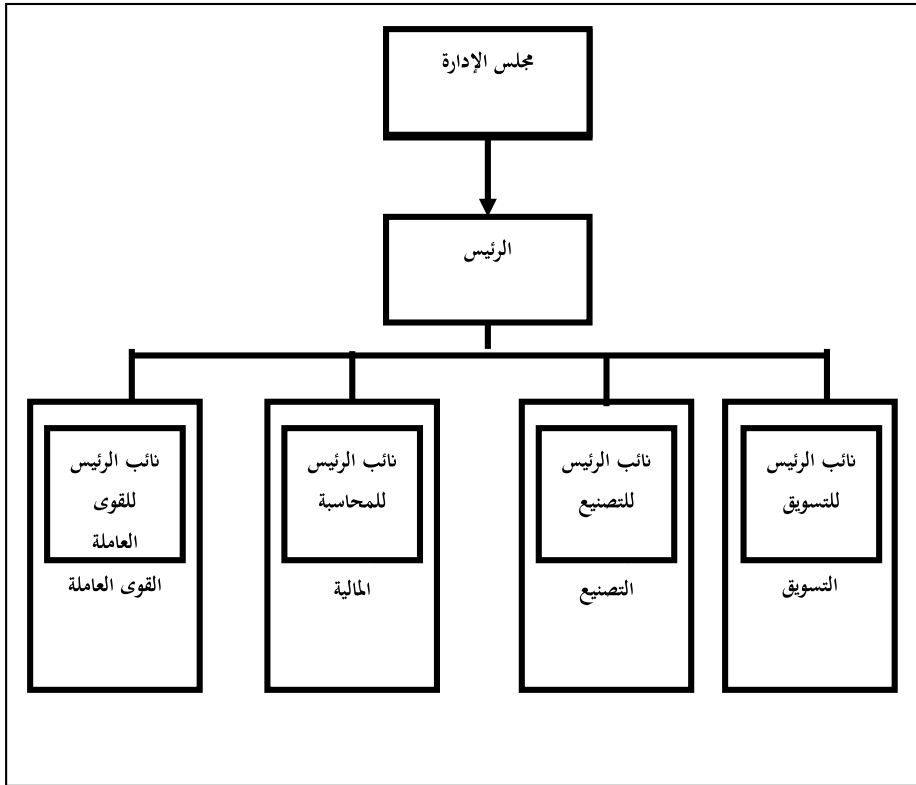 مجلس الإدارة
الرئيس
نائب الرئيس
للتسويق
التسويق
نائب الرئيس
للتصنيع
التصنيع
نائب الرئيس
للمحاسبة
المالية
نائب الرئيس
للقوى
العاملة
القوى العاملة